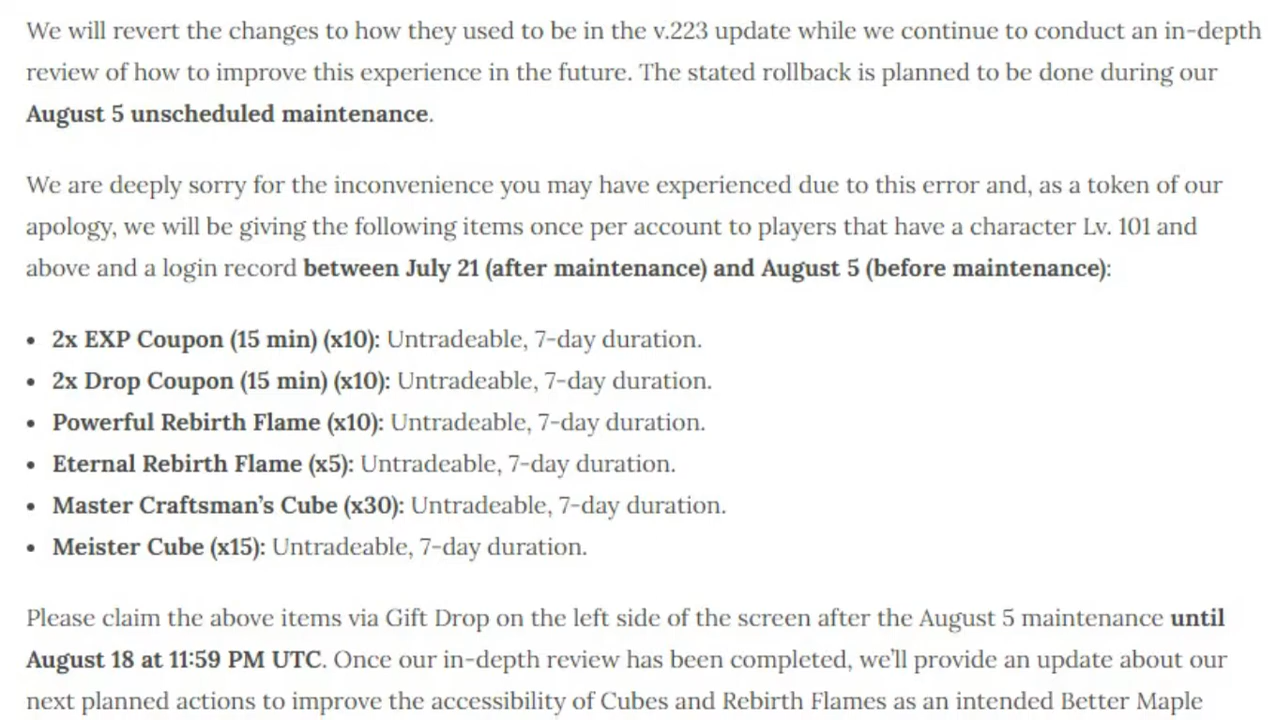 We will revert the changes to how they used to be in the v.223 update while we continue to conduct an in-depth
review of how to improve this experience in the future. The stated rollback is planned to be done during our
August 5 unscheduled maintenance.
We are deeply sorry for the inconvenience you may have experienced due to this error and, as a token of our
apology, we will be giving the following items once per account to players that have a character Lv. 101 and
above and a login record between July 21 (after maintenance) and August 5 (before maintenance):
• 2x EXP Coupon (15 min) (x10): Untradeable, 7-day duration.
• 2x Drop Coupon (15 min) (x10): Untradeable, 7-day duration.
• Powerful Rebirth Flame (x10): Untradeable, 7-day duration.
• Eternal Rebirth Flame (x5): Untradeable, 7-day duration.
• Master Craftsman’s Cube (x30): Untradeable, 7-day duration.
• Meister Cube (x15): Untradeable, 7-day duration.
Please claim the above items via Gift Drop on the left side of the screen after the August 5 maintenance until
August 18 at 11:59 PM UTC. Once our in-depth review has been completed, we’ll provide an update about our
next planned actions to improve the accessibility of Cubes and Rebirth Flames as an intended Better Maple